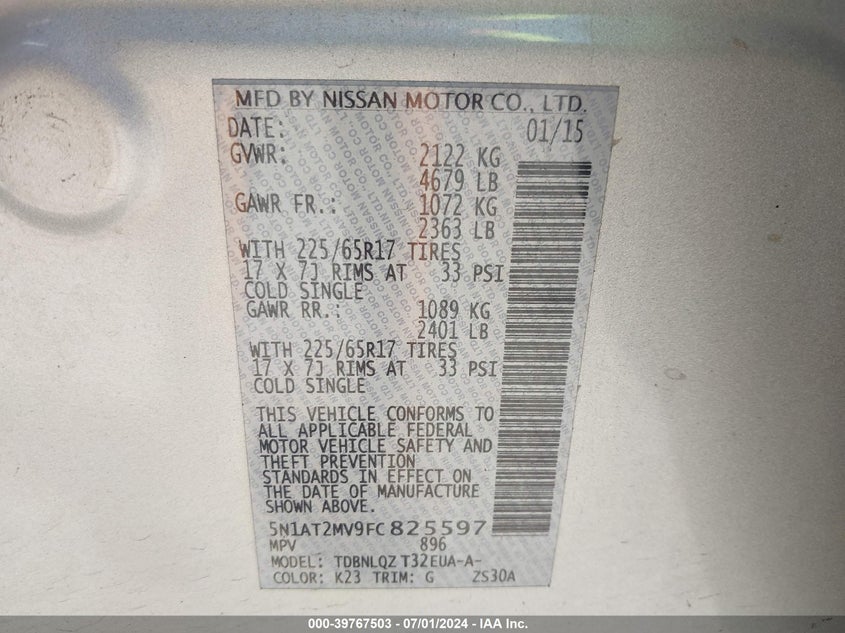 MFD BY NISSAN MOTOR CO., LTD.
DATE: 01/15
GVWR: 2122 KG
4679 LB
GAWR FR.: 1072 KG
2363 LB
WITH 225/65R17 TIRES
17 X 7J RIMS AT 33 PSI
COLD SINGLE
GAWR RR.: 1089 KG
2401 LB
WITH 225/65R17 TIRES
17 X 7J RIMS AT 33 PSI
COLD SINGLE
THIS VEHICLE CONFORMS TO
ALL APPLICABLE FEDERAL
MOTOR VEHICLE SAFETY AND
THEFT PREVENTION
STANDARDS IN EFFECT ON
THE DATE OF MANUFACTURE
SHOWN ABOVE.
5N1AT2MV9FC825597
MPV 896
MODEL: TDBNLQZ T32EUA-A-
COLOR: K23 TRIM: G ZS30A
000-39767503 - 07/01/2024 - IAA Inc.